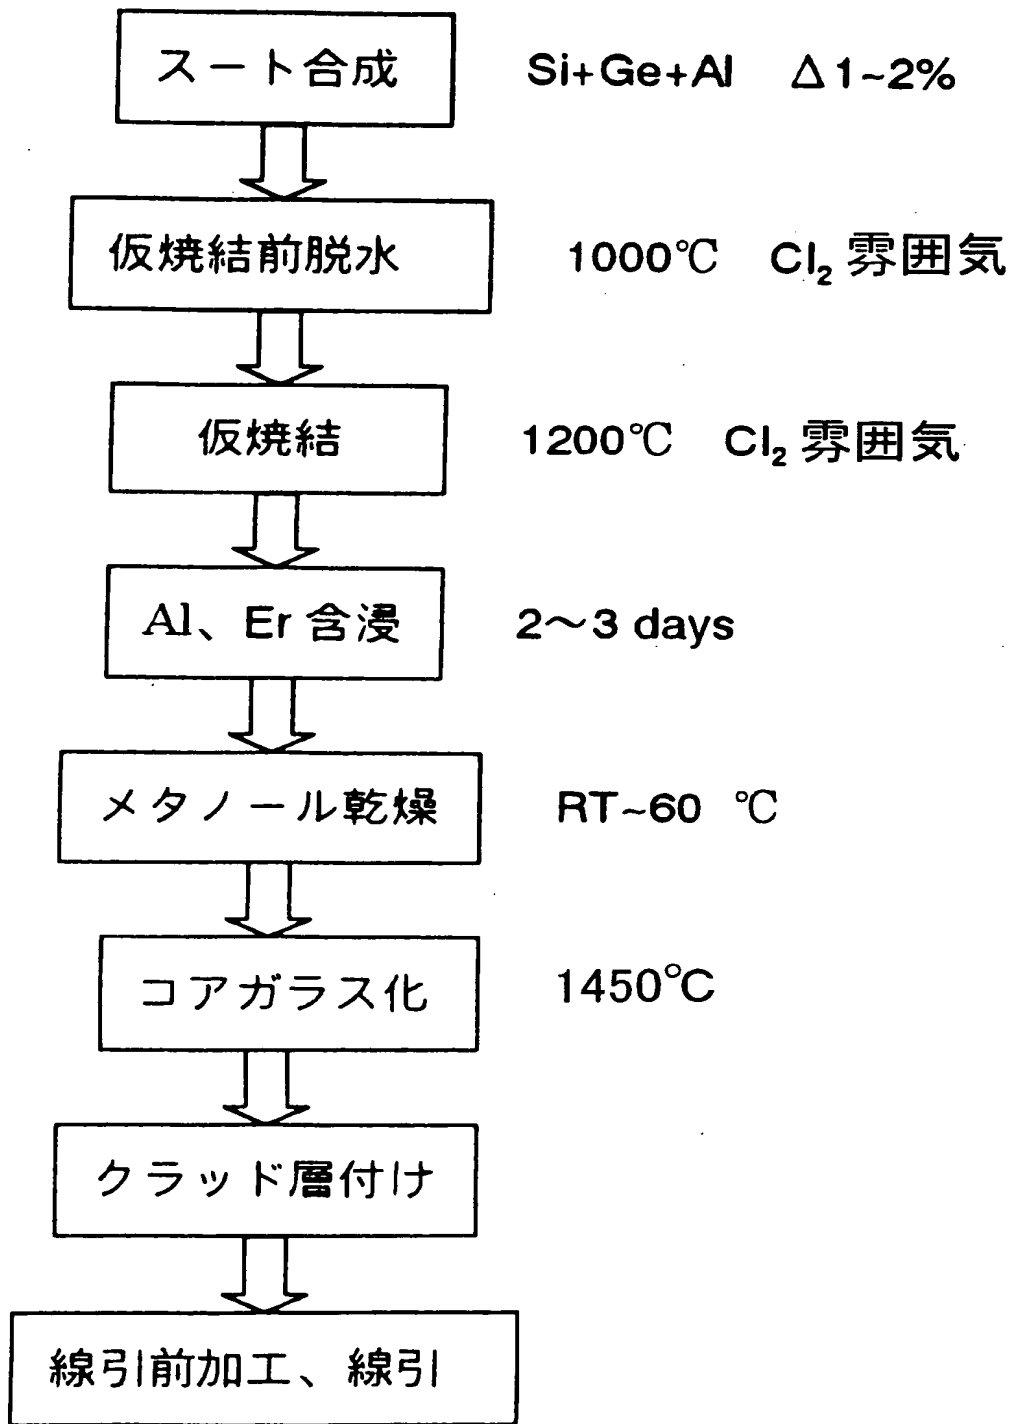 スート合成 Si+Ge+Al Δ1~2%
仮焼結前脱水 1000℃ Cl₂ 雰囲気
仮焼結 1200℃ Cl₂ 雰囲気
Al、Er 含浸 2～3 days
メタノール乾燥 RT~60 ℃
コアガラス化 1450℃
クラッド層付け
線引前加工、線引